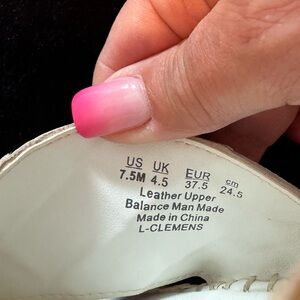 US UK EUR cm
7.5M 4.5 37.5 24.5
Leather Upper
Balance Man Made
Made in China
L-CLEMENS